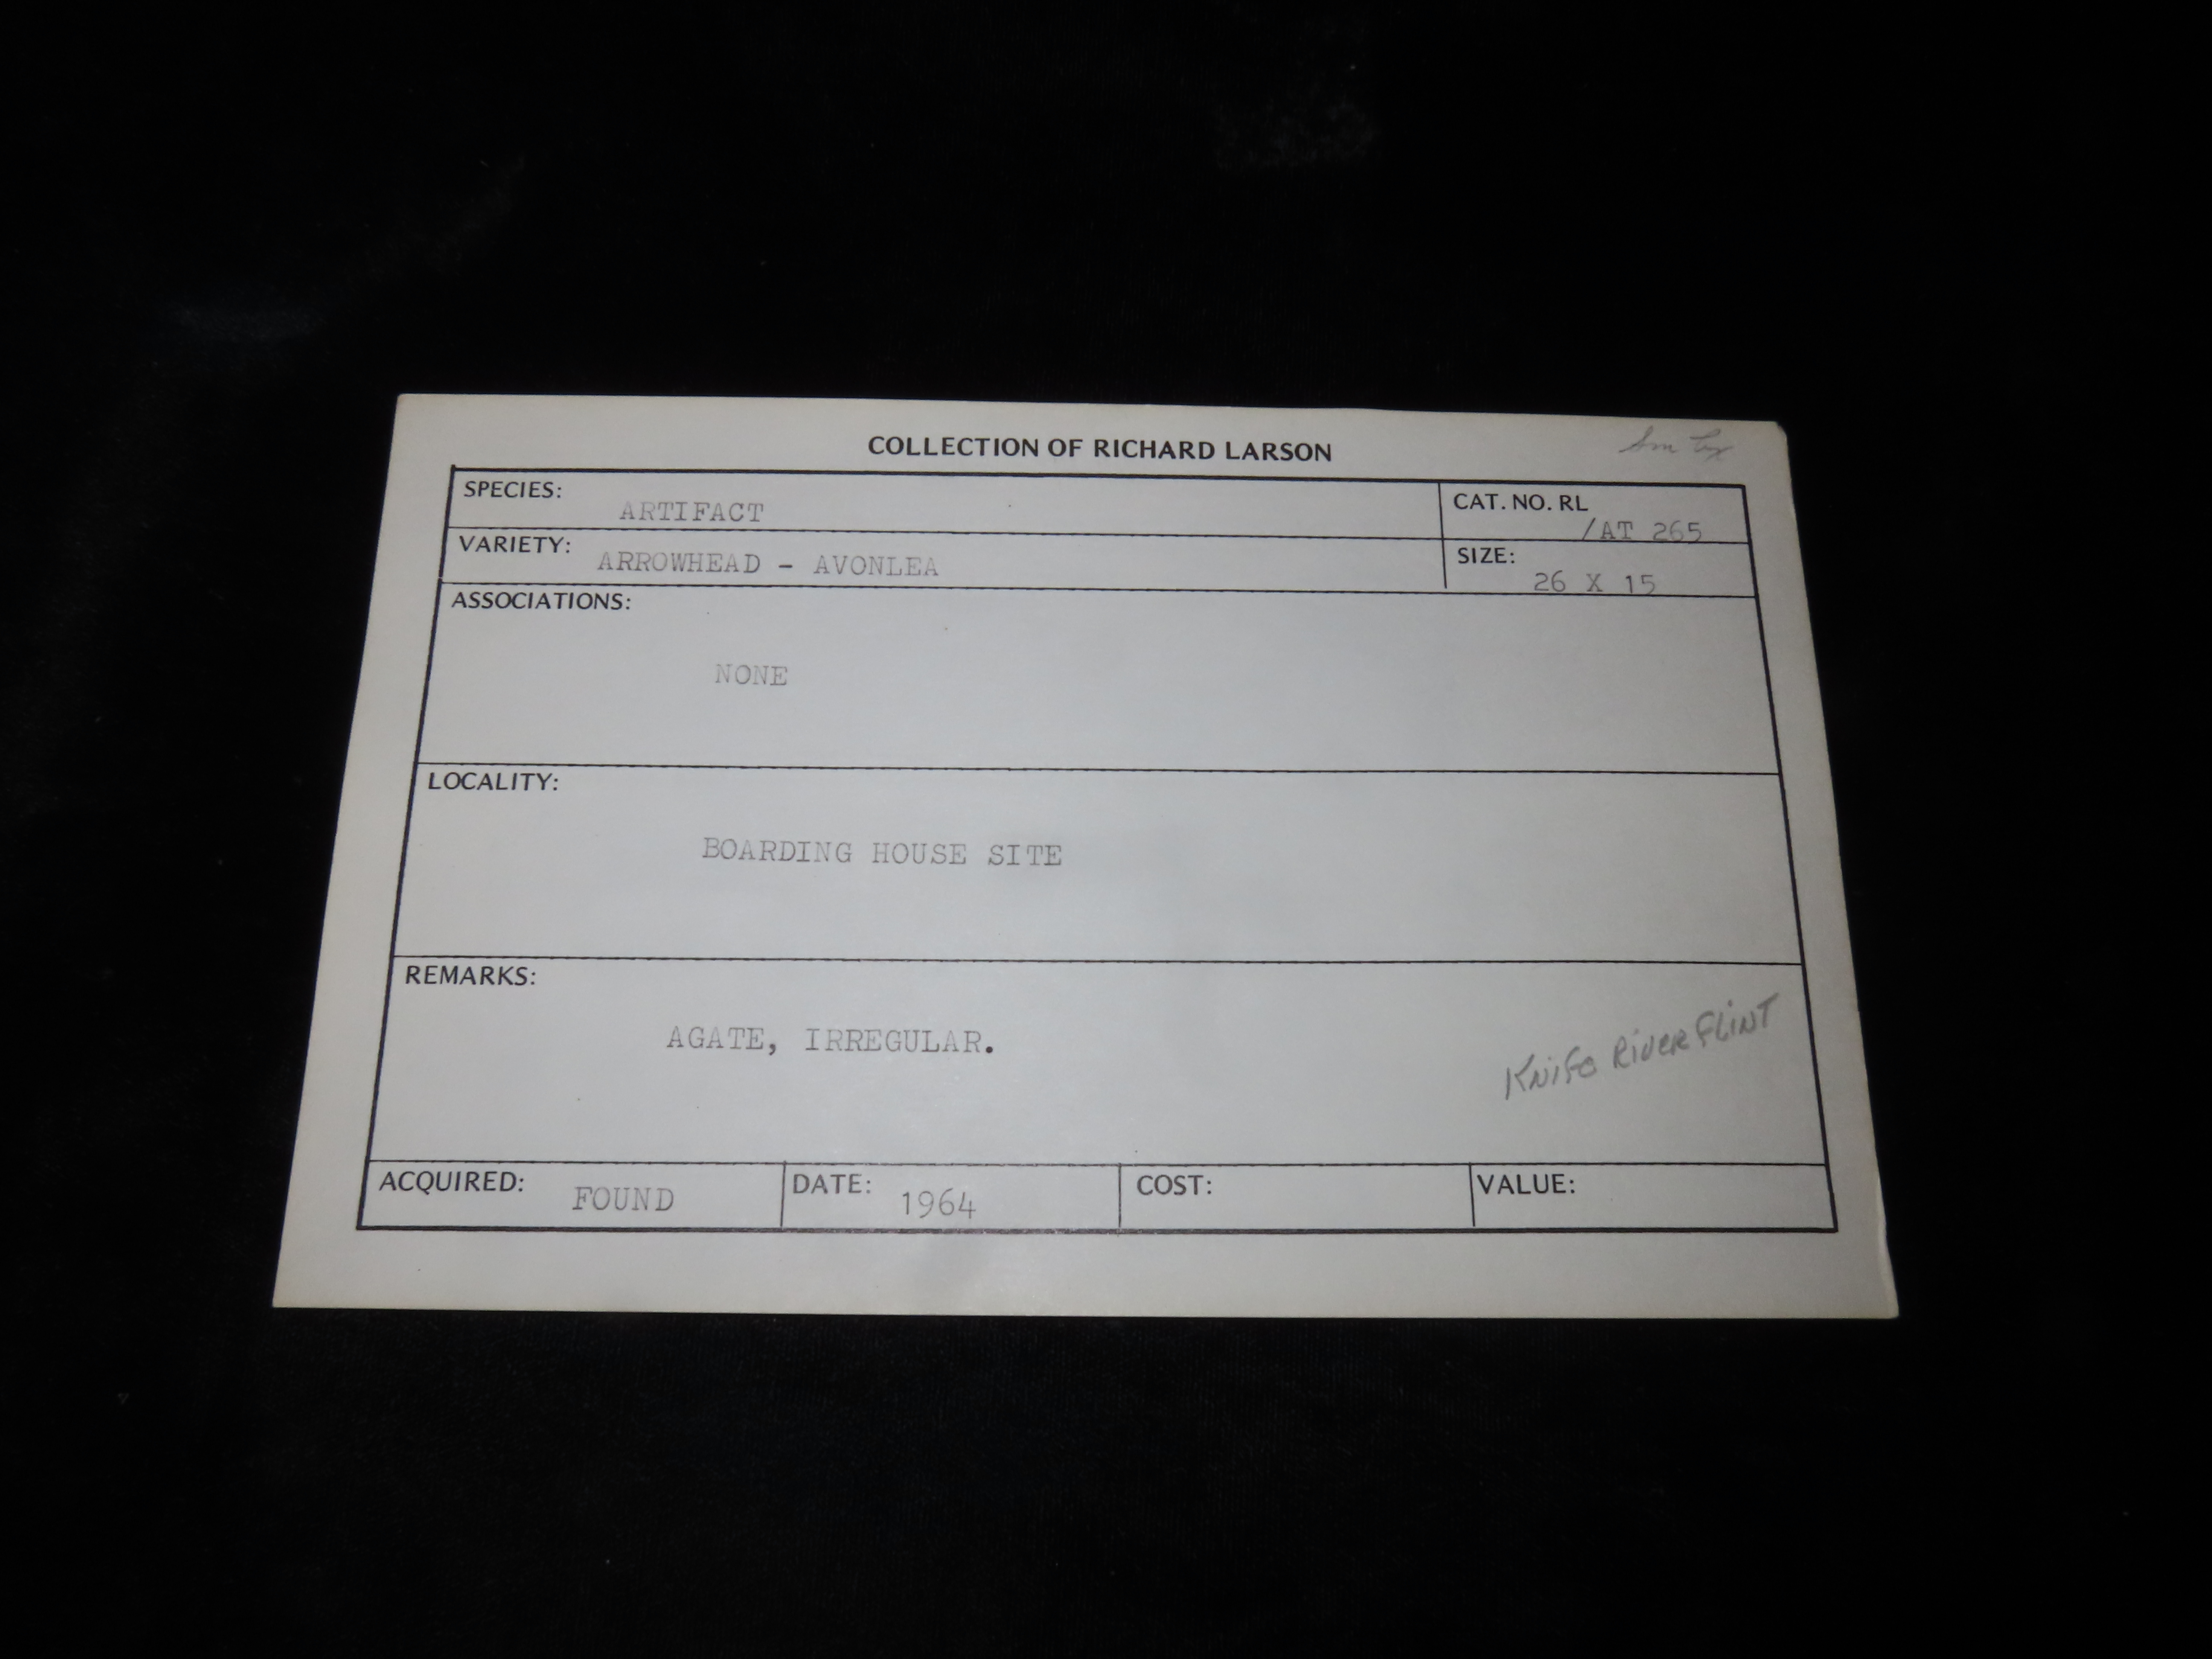 COLLECTION OF RICHARD LARSON
SPECIES: ARTIFACT
CAT. NO. RL /AT 265
VARIETY: ARROWHEAD - AVONLEA
SIZE: 26 X 15
ASSOCIATIONS:
NONE
LOCALITY:
BOARDING HOUSE SITE
REMARKS:
AGATE, IRREGULAR.
KNIFE RIVER FLINT
ACQUIRED: FOUND
DATE: 1964
COST:
VALUE: